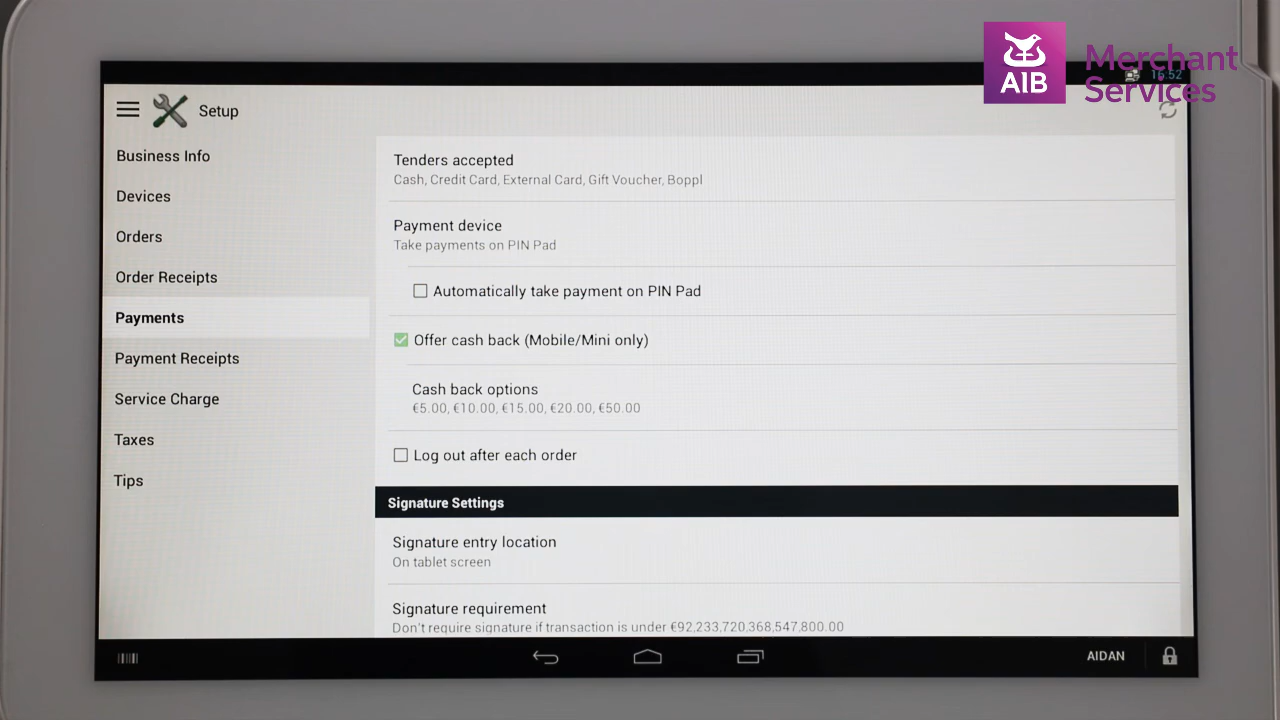 AIB
Merchant
Services
16:52
Setup
Business Info
Devices
Orders
Order Receipts
Payments
Payment Receipts
Service Charge
Taxes
Tips
Tenders accepted
Cash, Credit Card, External Card, Gift Voucher, Boppl
Payment device
Take payments on PIN Pad
Automatically take payment on PIN Pad
Offer cash back (Mobile/Mini only)
Cash back options
€5.00, €10.00, €15.00, €20.00, €50.00
Log out after each order
Signature Settings
Signature entry location
On tablet screen
Signature requirement
Don't require signature if transaction is under €92,233,720,368,547,800.00
AIDAN